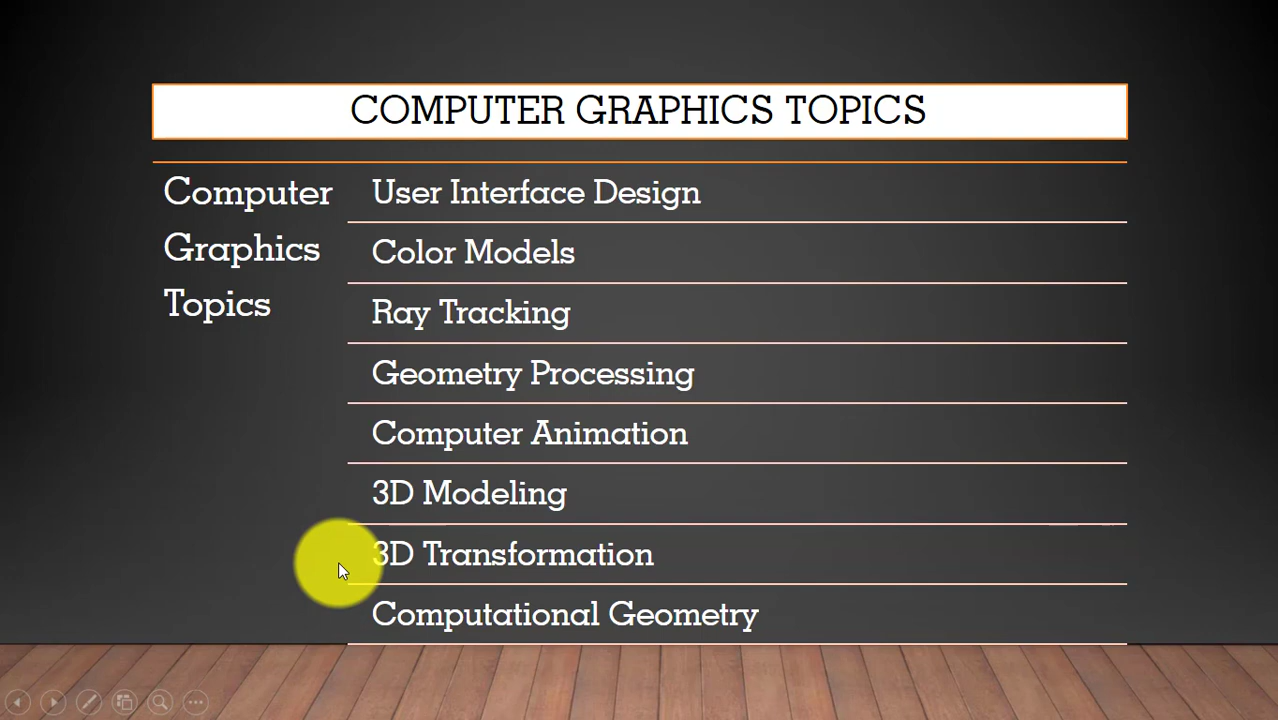 COMPUTER GRAPHICS TOPICS
Computer
Graphics
Topics
User Interface Design
Color Models
Ray Tracking
Geometry Processing
Computer Animation
3D Modeling
3D Transformation
Computational Geometry